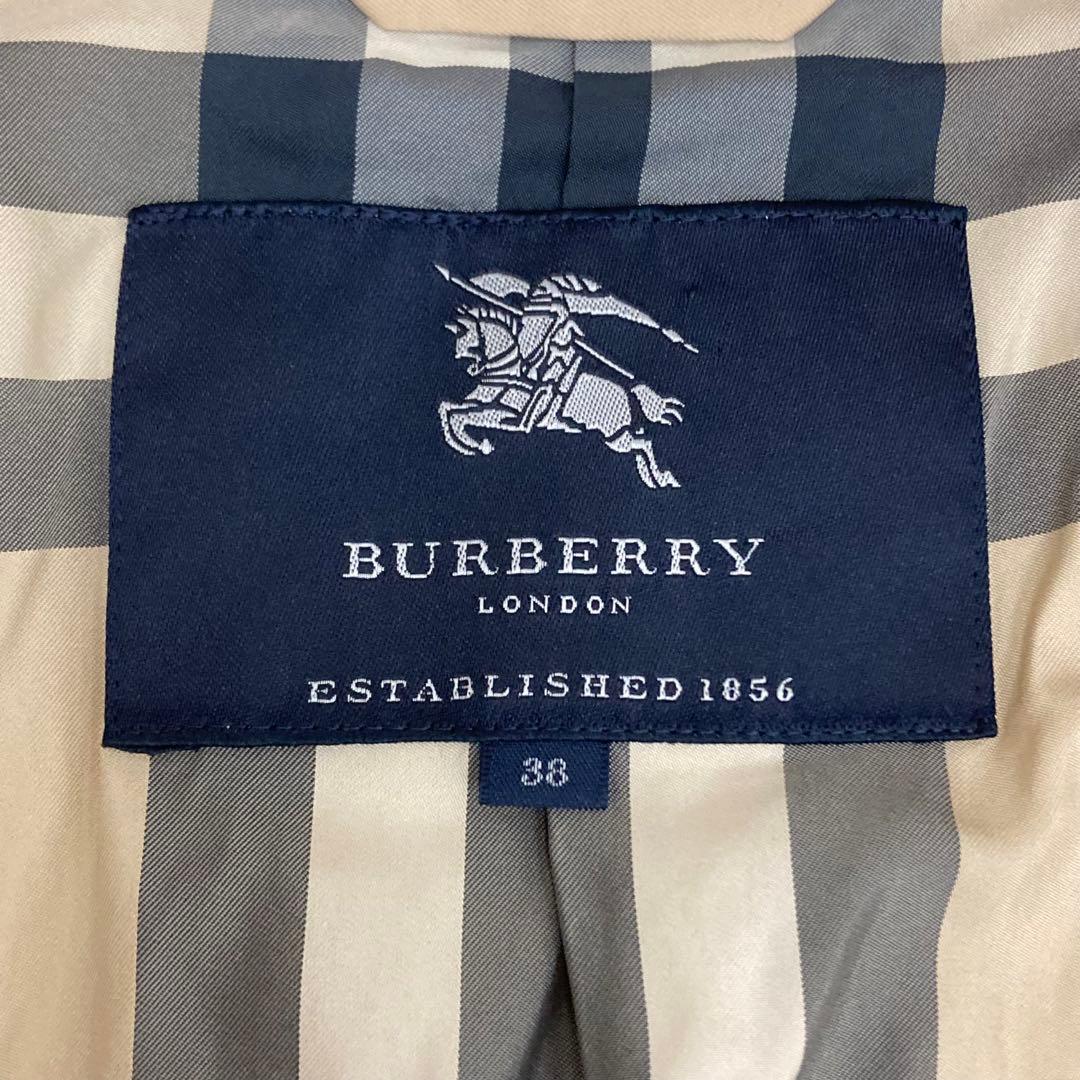 BURBERRY
LONDON
ESTABLISHED 1856
38